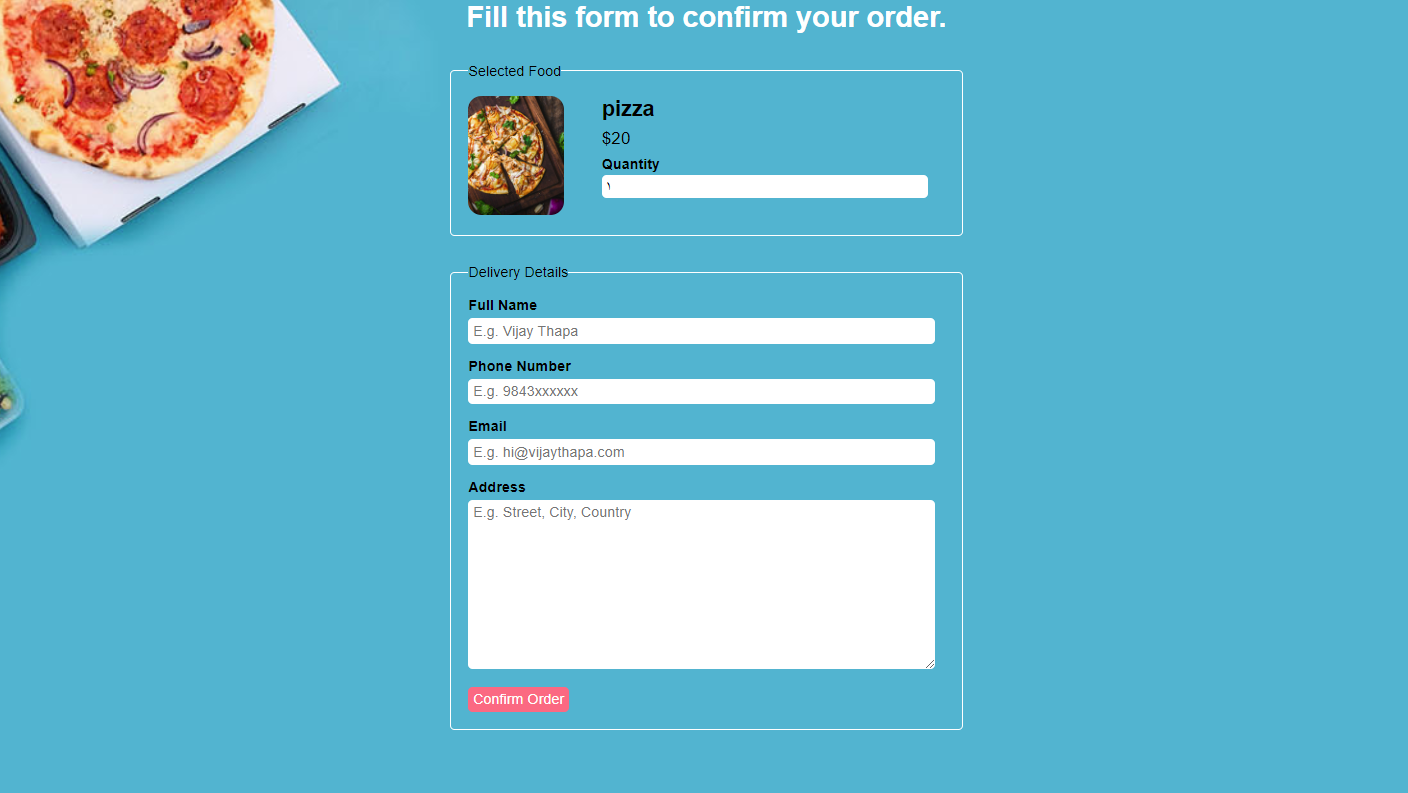 Fill this form to confirm your order.
Selected Food
pizza
$20
Quantity
Delivery Details
Full Name
E.g. Vijay Thapa
Phone Number
E.g. 9843xxxxxx
Email
E.g. hi@vijaythapa.com
Address
E.g. Street, City, Country
Confirm Order